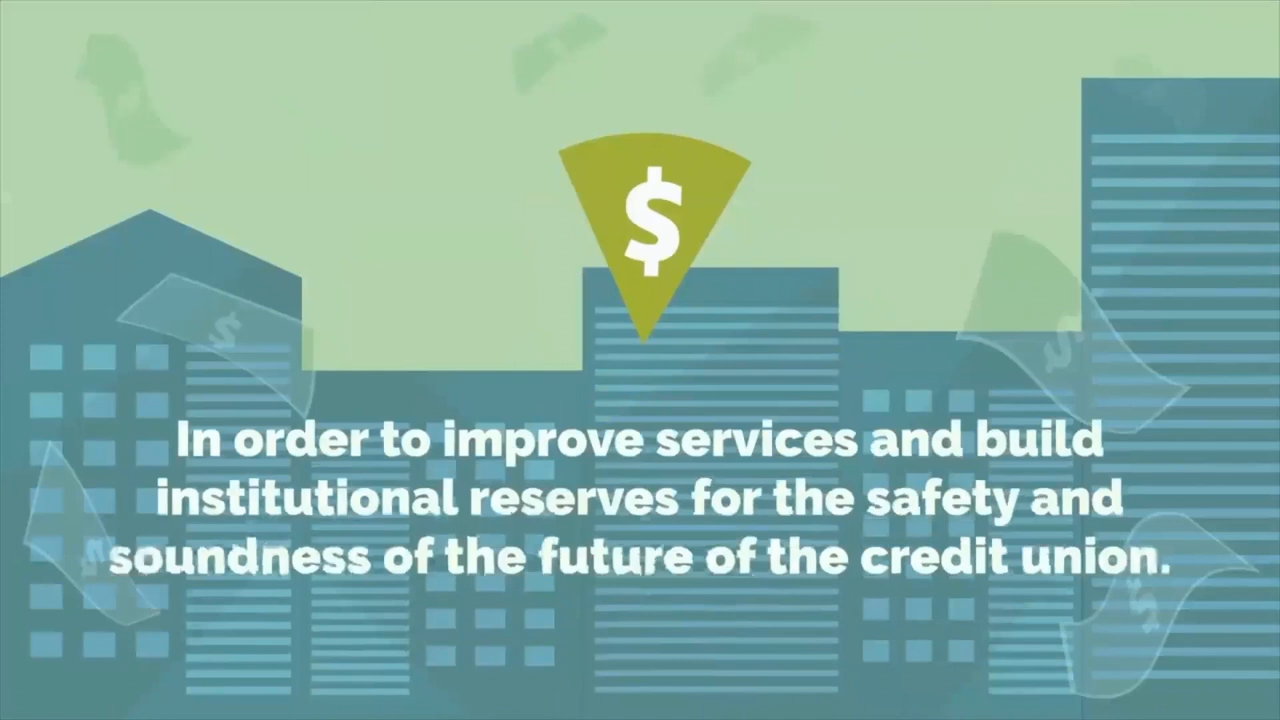 $
In order to improve services and build
institutional reserves for the safety and
soundness of the future of the credit union.